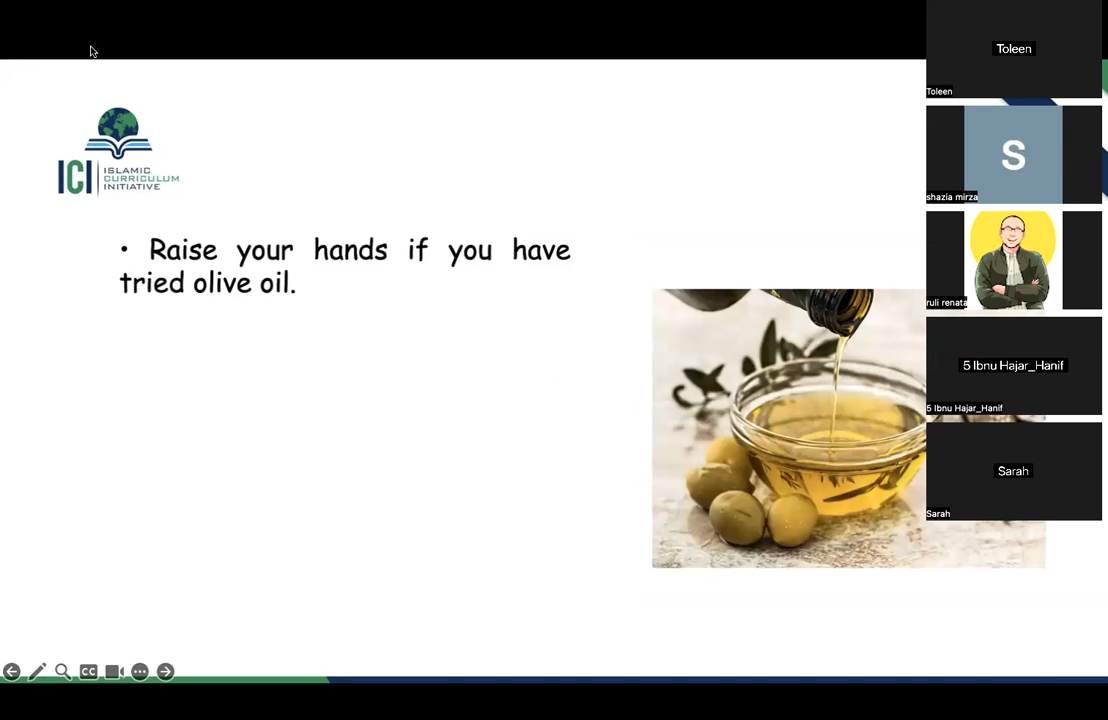 ICI
ISLAMIC
CURRICULUM
INITIATIVE
• Raise your hands if you have
tried olive oil.
CC
Toleen
Toleen
S
shazia mirza
ruli renata
5 Ibnu Hajar_Hanif
5 Ibnu Hajar_Hanif
Sarah
Sarah